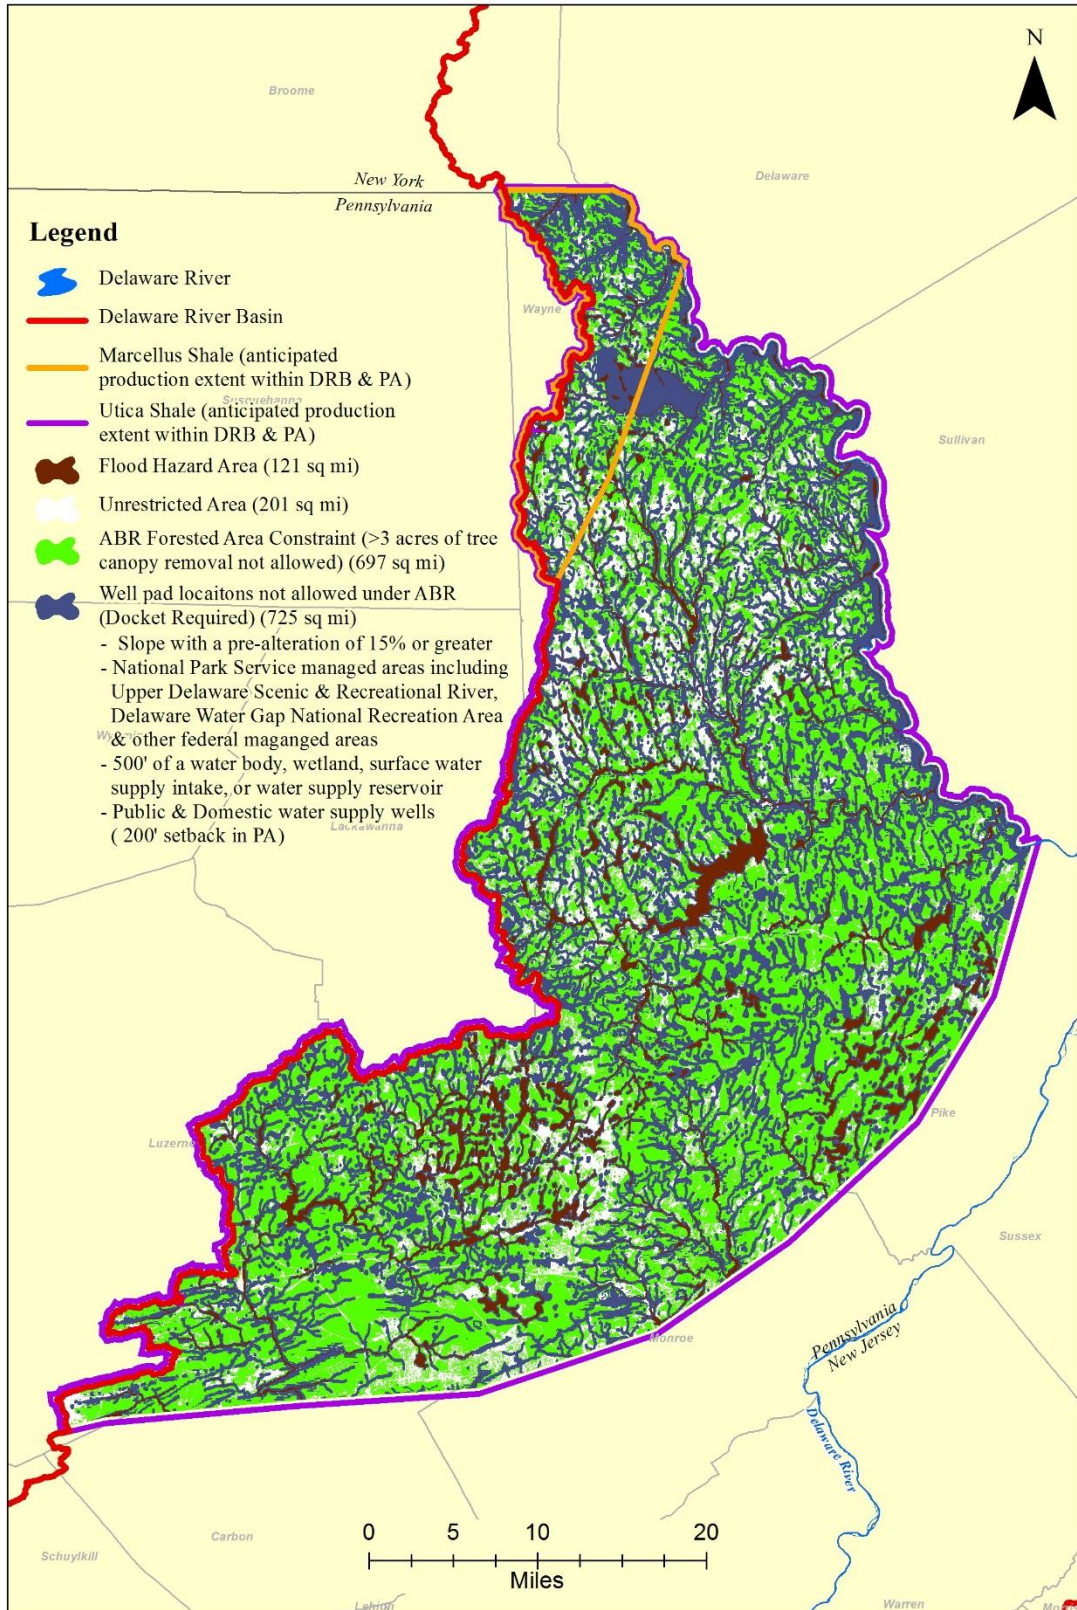 N
Broome
Delaware
New York
Pennsylvania
Legend
Delaware River
Delaware River Basin
Marcellus Shale (anticipated
production extent within DRB & PA)
Utica Shale (anticipated production
extent within DRB & PA)
Flood Hazard Area (121 sq mi)
Unrestricted Area (201 sq mi)
ABR Forested Area Constraint (>3 acres of tree
canopy removal not allowed) (697 sq mi)
Well pad locaitons not allowed under ABR
(Docket Required) (725 sq mi)
- Slope with a pre-alteration of 15% or greater
- National Park Service managed areas including
Upper Delaware Scenic & Recreational River,
Delaware Water Gap National Recreation Area
& other federal maganged areas
- 500' of a water body, wetland, surface water
supply intake, or water supply reservoir
- Public & Domestic water supply wells
( 200' setback in PA)
Wayne
Susquehanna
Sullivan
Lackawanna
Luzerne
Pike
Sussex
Monroe
Pennsylvania
New Jersey
Delaware River
Carbon
Schuylkill
Lehigh
Warren
0 5 10 20
Miles